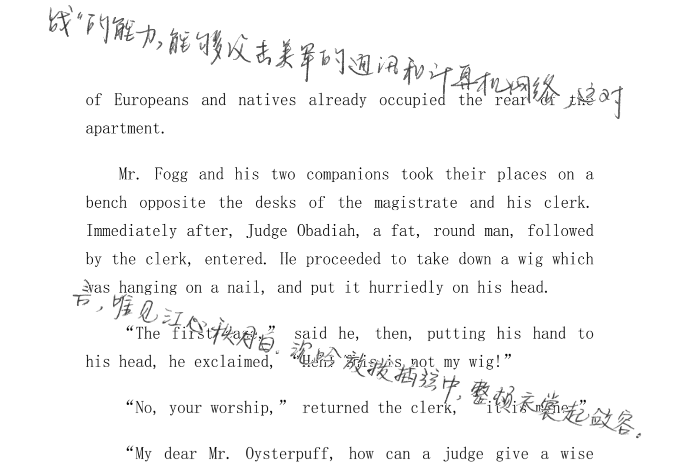 战”的能力,能够攻击美军的通讯和计算机网络,这对
of Europeans and natives already occupied the rear of the
apartment.
Mr. Fogg and his two companions took their places on a
bench opposite the desks of the magistrate and his clerk.
Immediately after, Judge Obadiah, a fat, round man, followed
by the clerk, entered. He proceeded to take down a wig which
was hanging on a nail, and put it hurriedly on his head.
言,唯见江心秋月白。沉吟放拨插弦中,整顿衣裳起敛容。
“The first case,” said he, then, putting his hand to
his head, he exclaimed, “Heh! This is not my wig!”
“No, your worship,” returned the clerk, “it is mine.”
“My dear Mr. Oysterpuff, how can a judge give a wise